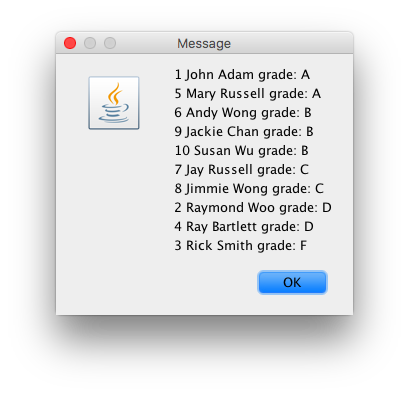 Message
1 John Adam grade: A
5 Mary Russell grade: A
6 Andy Wong grade: B
9 Jackie Chan grade: B
10 Susan Wu grade: B
7 Jay Russell grade: C
8 Jimmie Wong grade: C
2 Raymond Woo grade: D
4 Ray Bartlett grade: D
3 Rick Smith grade: F
OK